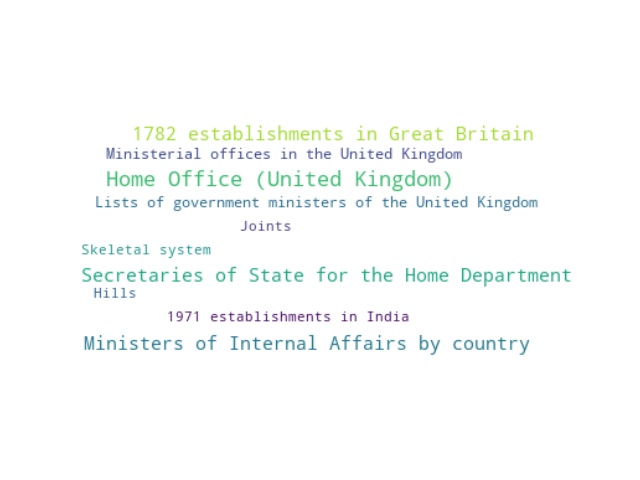 1782 establishments in Great Britain
Ministerial offices in the United Kingdom
Home Office (United Kingdom)
Lists of government ministers of the United Kingdom
Joints
Skeletal system
Secretaries of State for the Home Department
Hills
1971 establishments in India
Ministers of Internal Affairs by country